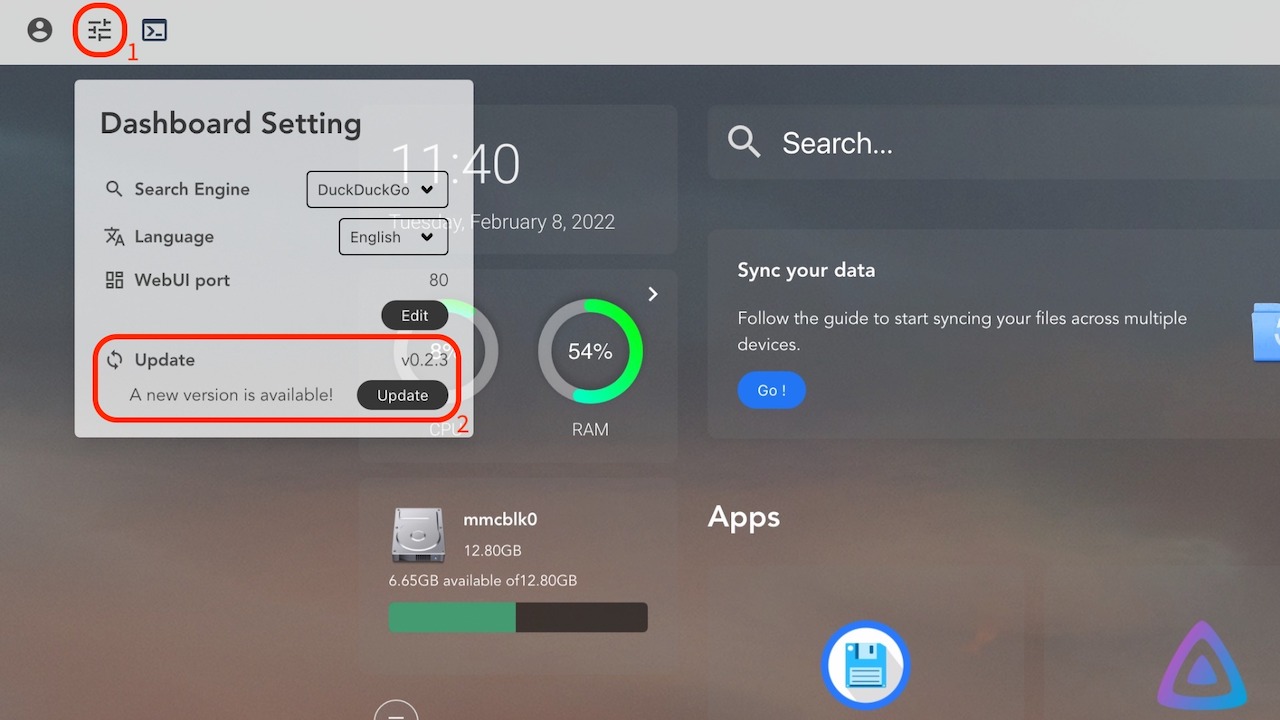 1
Dashboard Setting
Search Engine DuckDuckGo
Language English
WebUI port 80
Edit
Update v0.2.3
A new version is available! Update
2
11:40
Tuesday, February 8, 2022
8%
CPU
54%
RAM
mmcblk0
12.80GB
6.65GB available of12.80GB
Search...
Sync your data
Follow the guide to start syncing your files across multiple
devices.
Go !
Apps